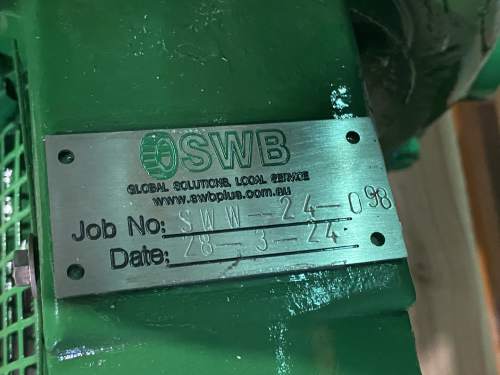 SWB
GLOBAL SOLUTIONS, LOCAL SERVICE
www.swbplus.com.au
Job No: SWW-24-098
Date: 28-3-24